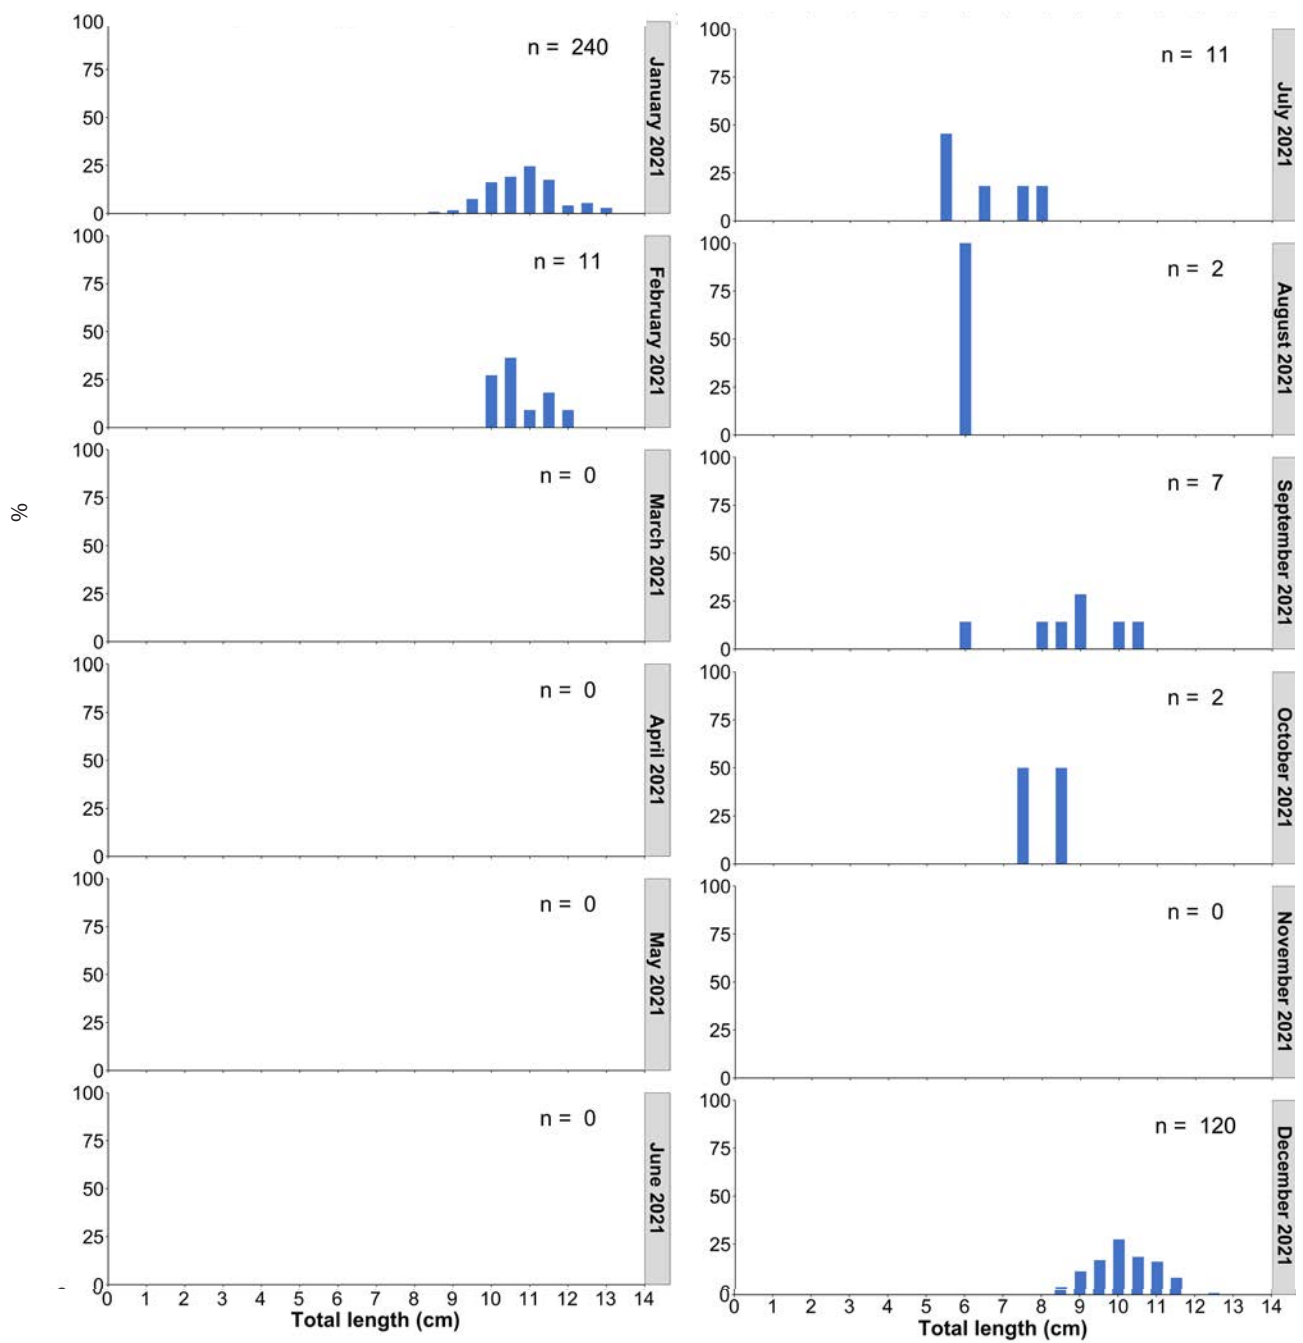 %
100
75
50
25
0
n = 240
January 2021
100
75
50
25
0
n = 11
February 2021
100
75
50
25
0
n = 0
March 2021
100
75
50
25
0
n = 0
April 2021
100
75
50
25
0
n = 0
May 2021
100
75
50
25
0
n = 0
June 2021
0 1 2 3 4 5 6 7 8 9 10 11 12 13 14
Total length (cm)
100
75
50
25
0
n = 11
July 2021
100
75
50
25
0
n = 2
August 2021
100
75
50
25
0
n = 7
September 2021
100
75
50
25
0
n = 2
October 2021
100
75
50
25
0
n = 0
November 2021
100
75
50
25
n = 120
December 2021
0 1 2 3 4 5 6 7 8 9 10 11 12 13 14
Total length (cm)